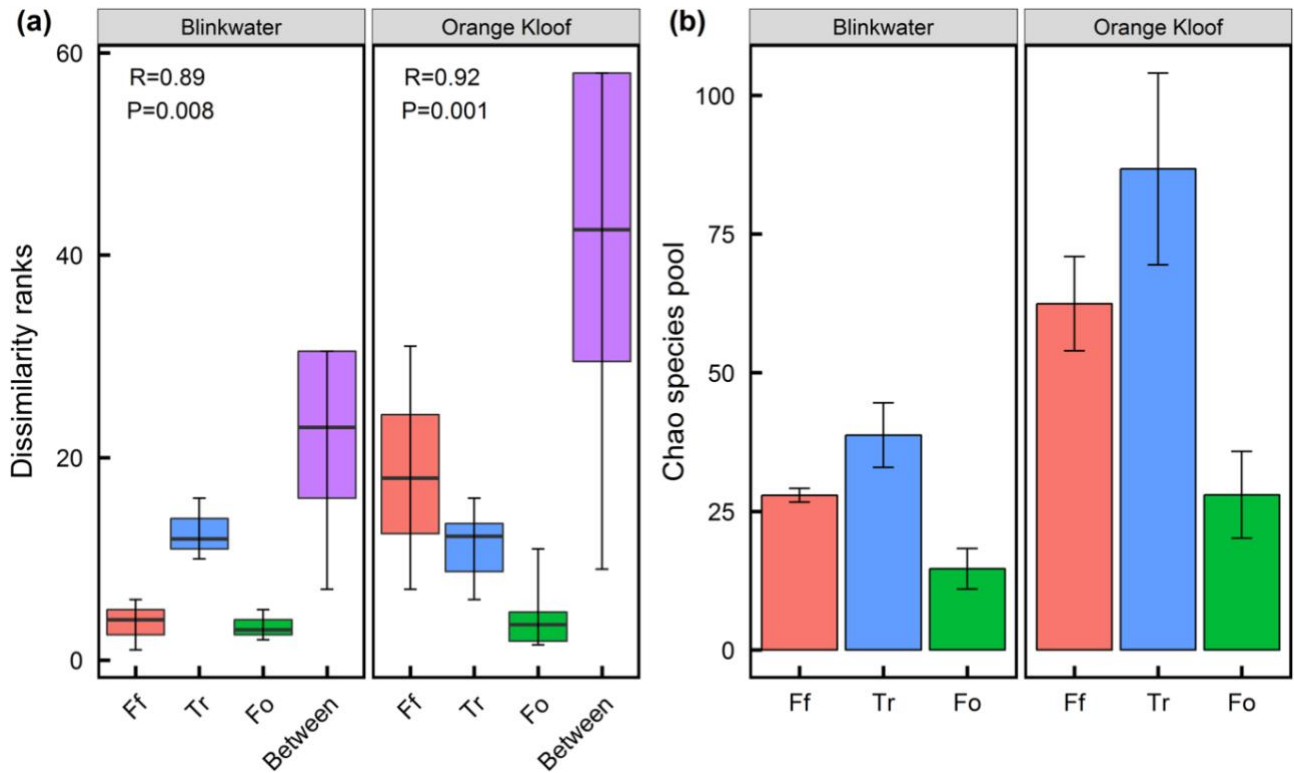 (a)
Blinkwater
Orange Kloof
R=0.89
P=0.008
R=0.92
P=0.001
Dissimilarity ranks
60
40
20
0
Ff
Tr
Fo
Between
Ff
Tr
Fo
Between
(b)
Blinkwater
Orange Kloof
Chao species pool
100
75
50
25
0
Ff
Tr
Fo
Ff
Tr
Fo